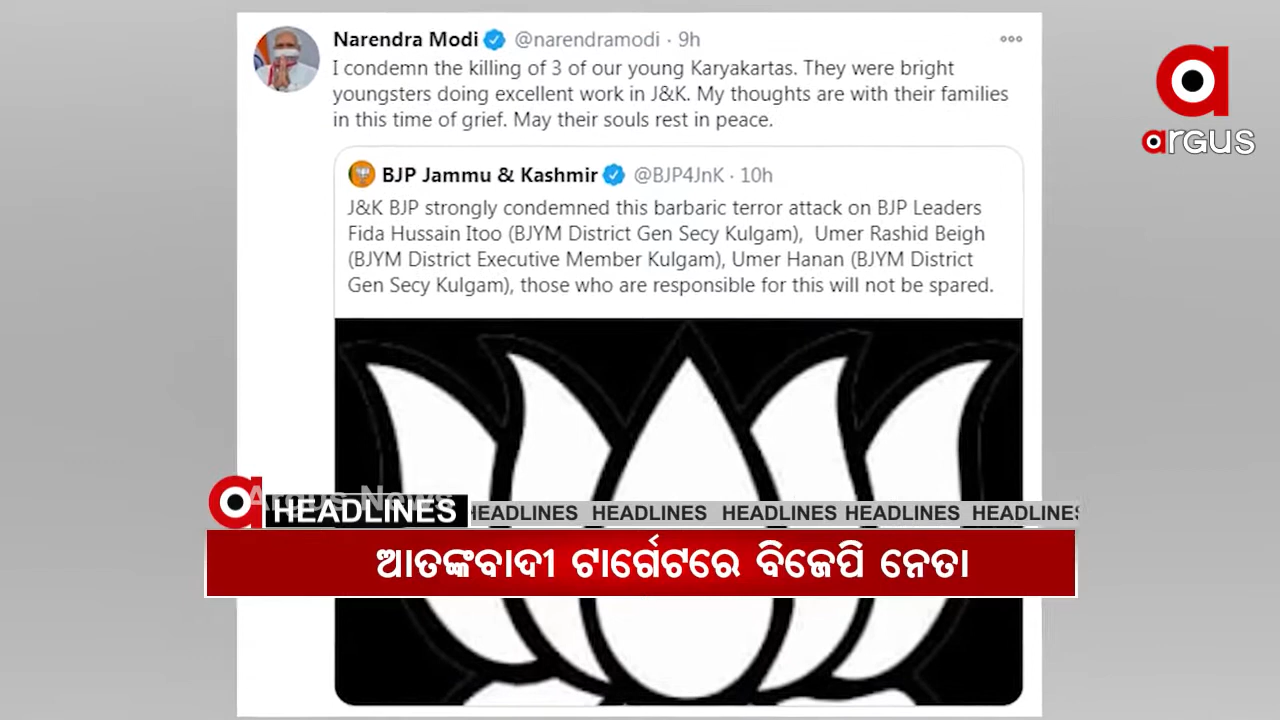 Narendra Modi @narendramodi · 9h
I condemn the killing of 3 of our young Karyakartas. They were bright
youngsters doing excellent work in J&K. My thoughts are with their families
in this time of grief. May their souls rest in peace.
BJP Jammu & Kashmir @BJP4JnK · 10h
J&K BJP strongly condemned this barbaric terror attack on BJP Leaders
Fida Hussain Itoo (BJYM District Gen Secy Kulgam), Umer Rashid Beigh
(BJYM District Executive Member Kulgam), Umer Hanan (BJYM District
Gen Secy Kulgam), those who are responsible for this will not be spared.
argus
Argus News
HEADLINES HEADLINES HEADLINES HEADLINES HEADLINES HEADLINES
ଆତଙ୍କବାଦୀ ଟାର୍ଗେଟରେ ବିଜେପି ନେତା